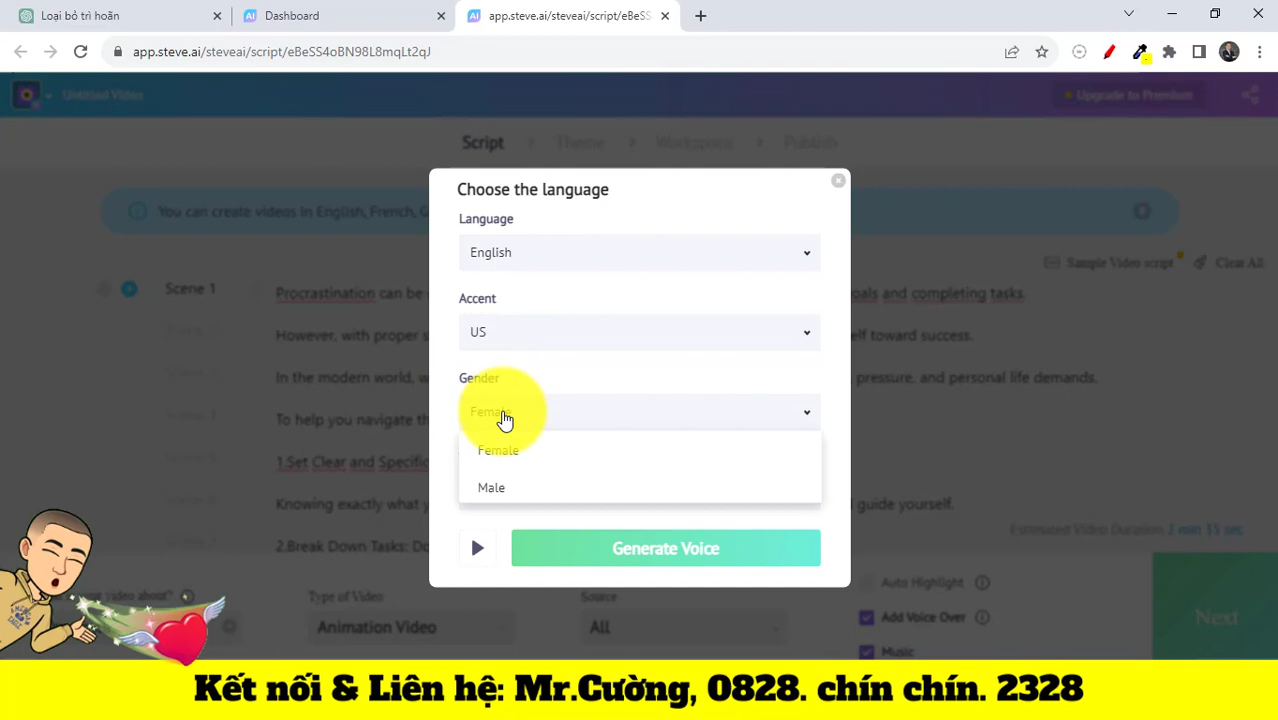 Loại bỏ trì hoãn
Dashboard
app.steve.ai/steveai/script/eBeSS
app.steve.ai/steveai/script/eBeSS4oBN98L8mqLt2qJ
Untitled Video
Upgrade to Premium
Script
Theme
Workspace
Publish
You can create videos in English, French, G
Sample Video script
Clear All
Choose the language
Language
English
Accent
US
Gender
Female
Female
Male
Generate Voice
Scene 1
Procrastination can be
oals and completing tasks.
However, with proper s
elf toward success.
In the modern world, w
pressure, and personal life demands.
To help you navigate th
1.Set Clear and Specific
Knowing exactly what y
d guide yourself.
Estimated Video Duration 2 min 33 sec
2.Break Down Tasks: Do
video about?
Type of Video
Animation Video
Source
All
Auto Highlight
Add Voice Over
Music
Next
Kết nối & Liên hệ: Mr.Cường, 0828. chín chín. 2328